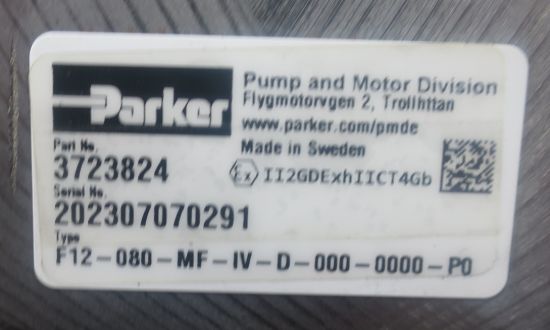 Parker
Pump and Motor Division
Flygmotorvgen 2, Trollhttan
www.parker.com/pmde
Part No.
Made in Sweden
3723824
Ex II2GDExhIICT4Gb
Serial No.
202307070291
Type
F12-080-MF-IV-D-000-0000-P0